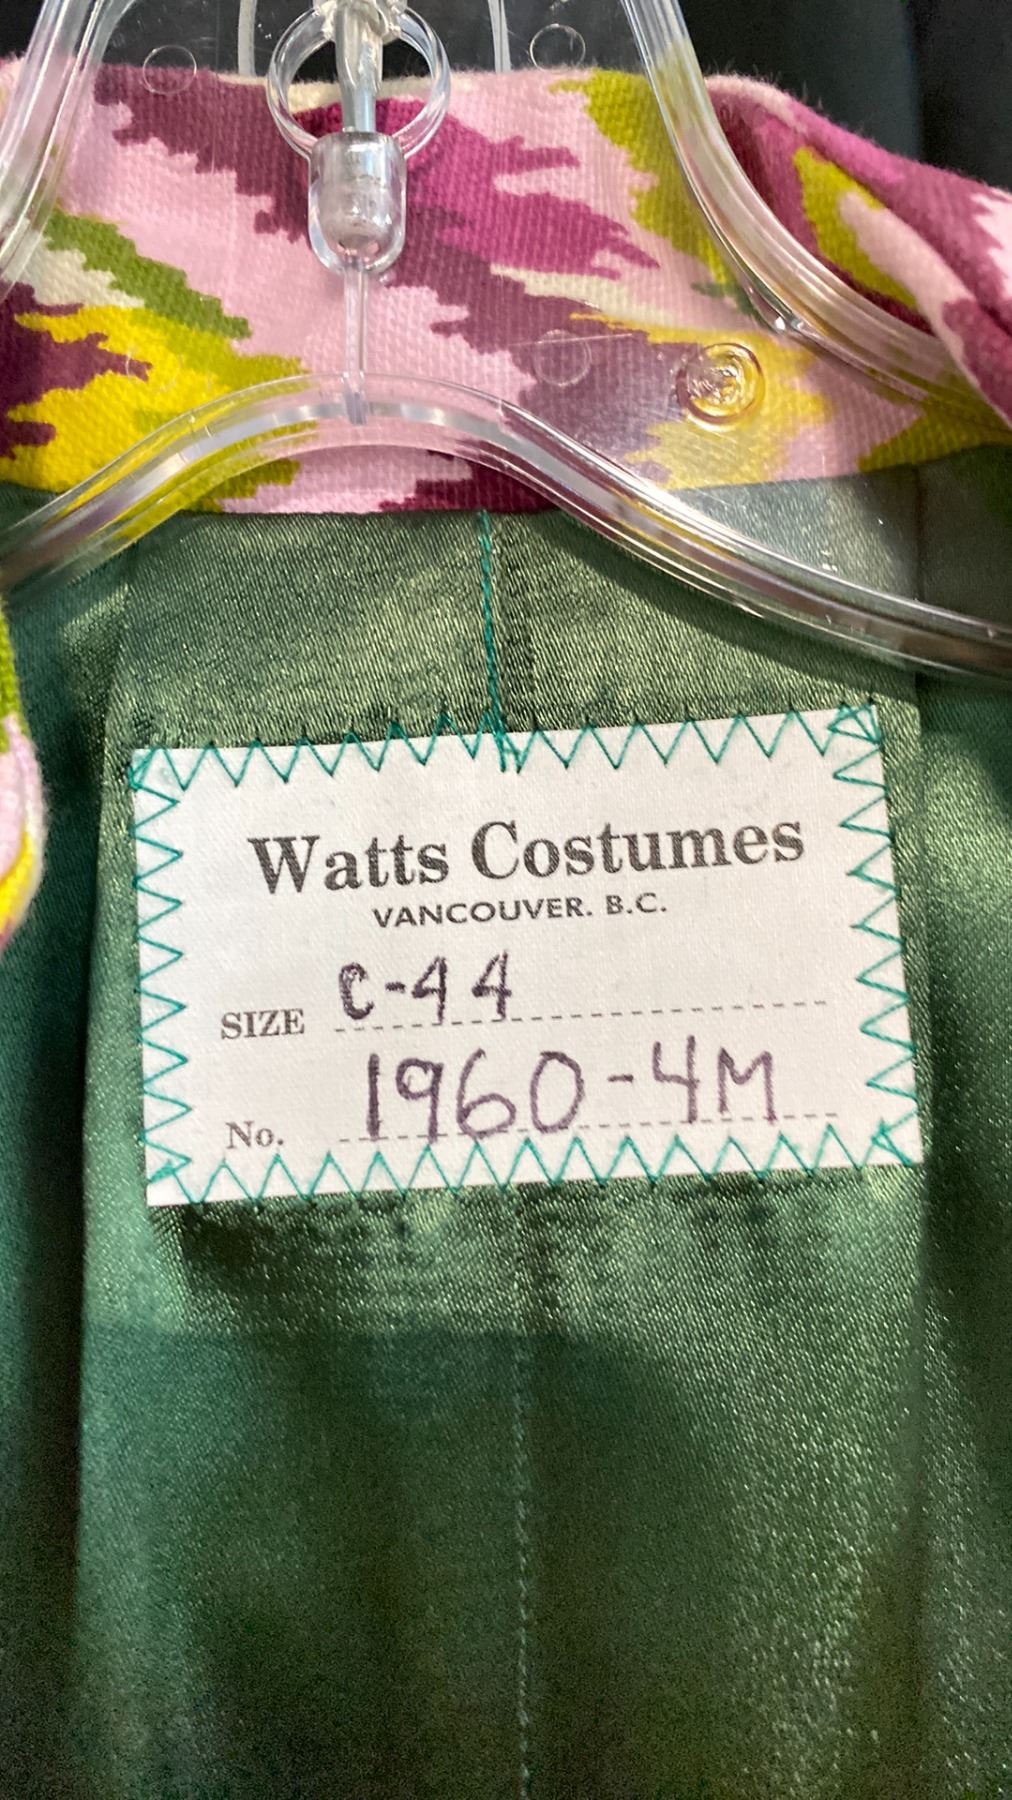 Watts Costumes
VANCOUVER. B.C.
SIZE C-44
No. 1960-4M